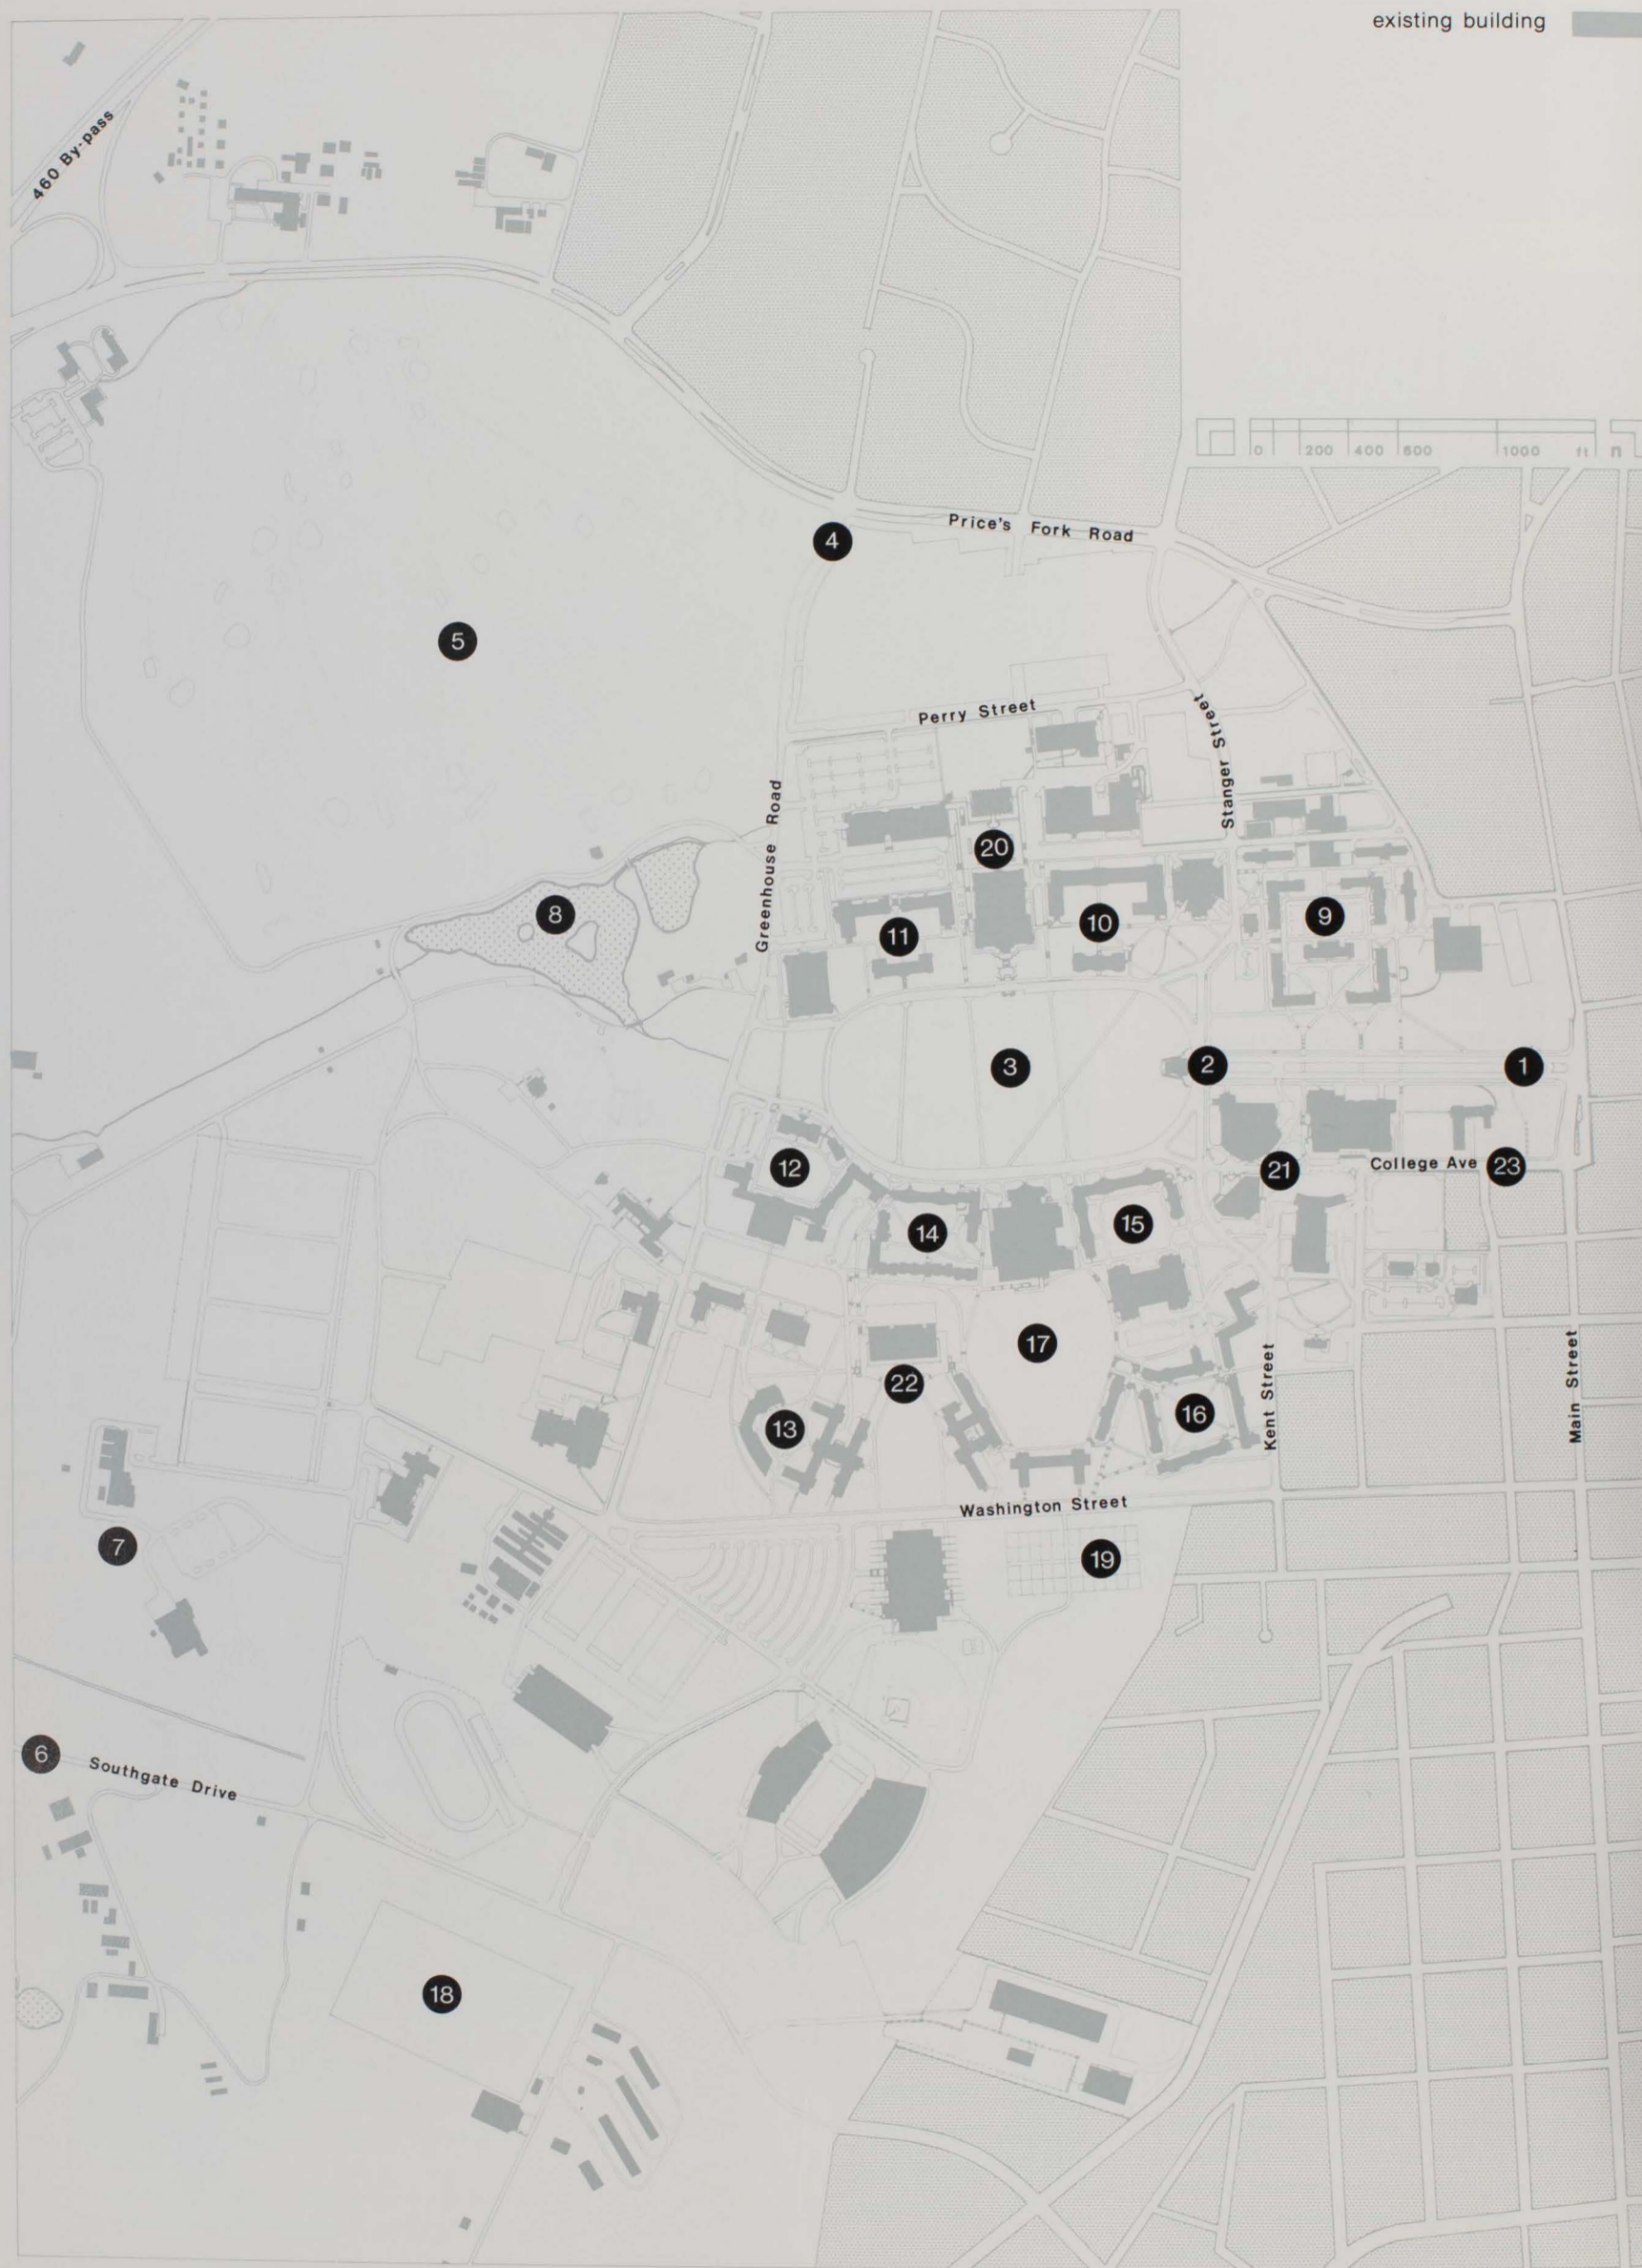 existing building
460 By-pass
0 200 400 600 1000 ft n
Price's Fork Road
4
5
Perry Street
Stanger Street
Greenhouse Road
20
8
11
10
9
3
2
1
12
21
College Ave
23
14
15
17
22
16
13
Kent Street
Main Street
Washington Street
7
19
6
Southgate Drive
18